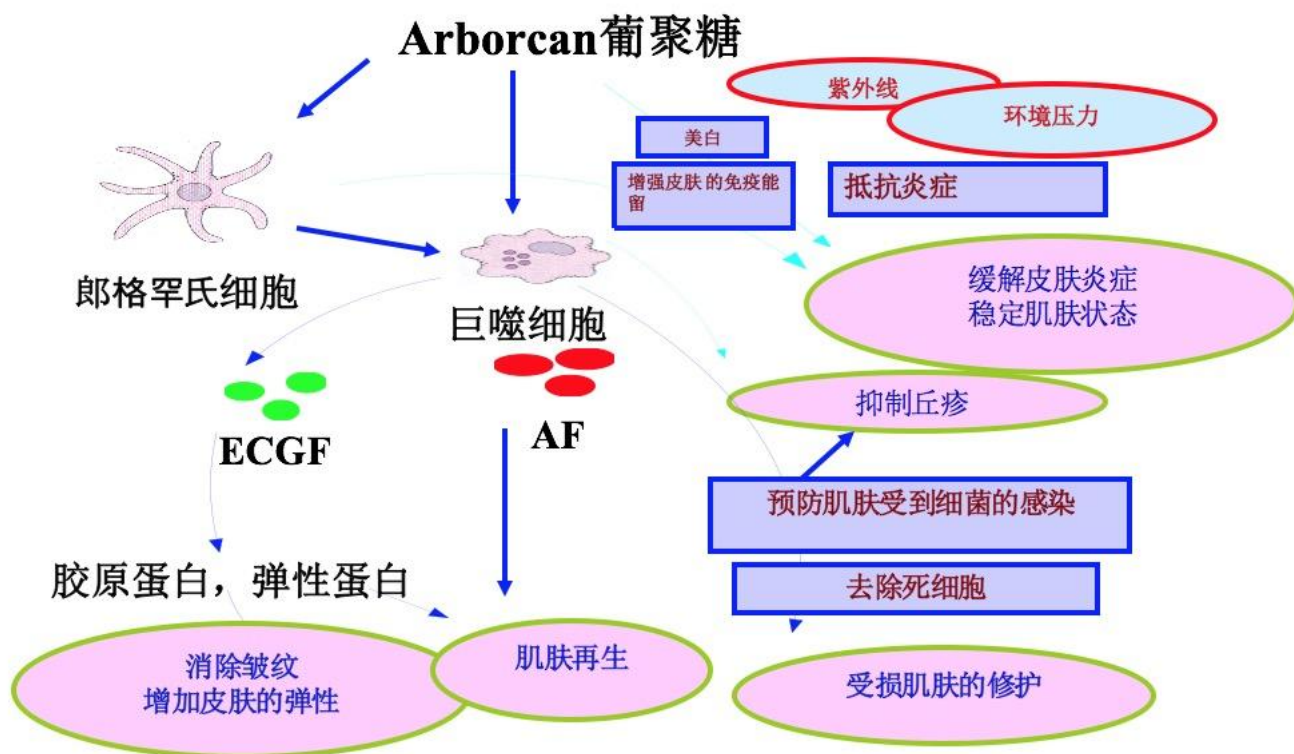 Arborcan葡聚糖
紫外线
环境压力
美白
增强皮肤的免疫能
留
抵抗炎症
郎格罕氏细胞
巨噬细胞
缓解皮肤炎症
稳定肌肤状态
抑制丘疹
ECGF
AF
预防肌肤受到细菌的感染
去除死细胞
胶原蛋白，弹性蛋白
消除皱纹
增加皮肤的弹性
肌肤再生
受损肌肤的修护